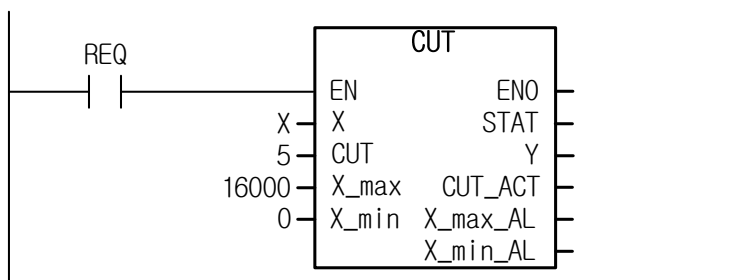 CUT
REQ
EN ENO
X X STAT
5 CUT Y
16000 X_max CUT_ACT
0 X_min X_max_AL
X_min_AL